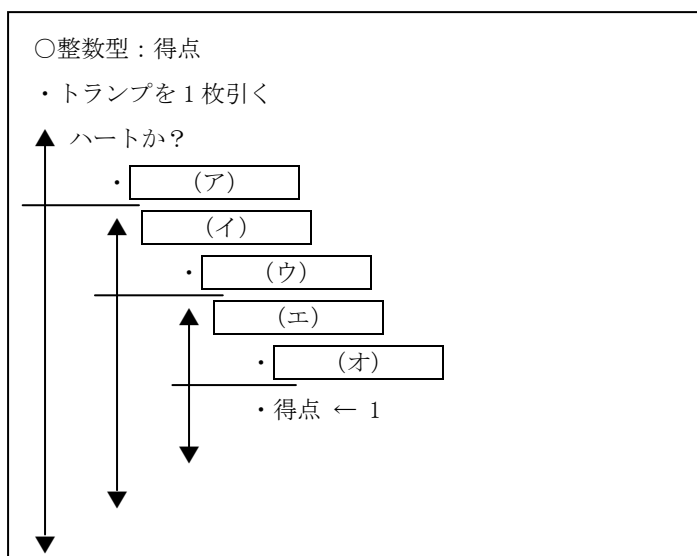 ○整数型:得点
・トランプを1枚引く
ハートか?
・(ア)
(イ)
・(ウ)
(エ)
・(オ)
・得点 ← 1